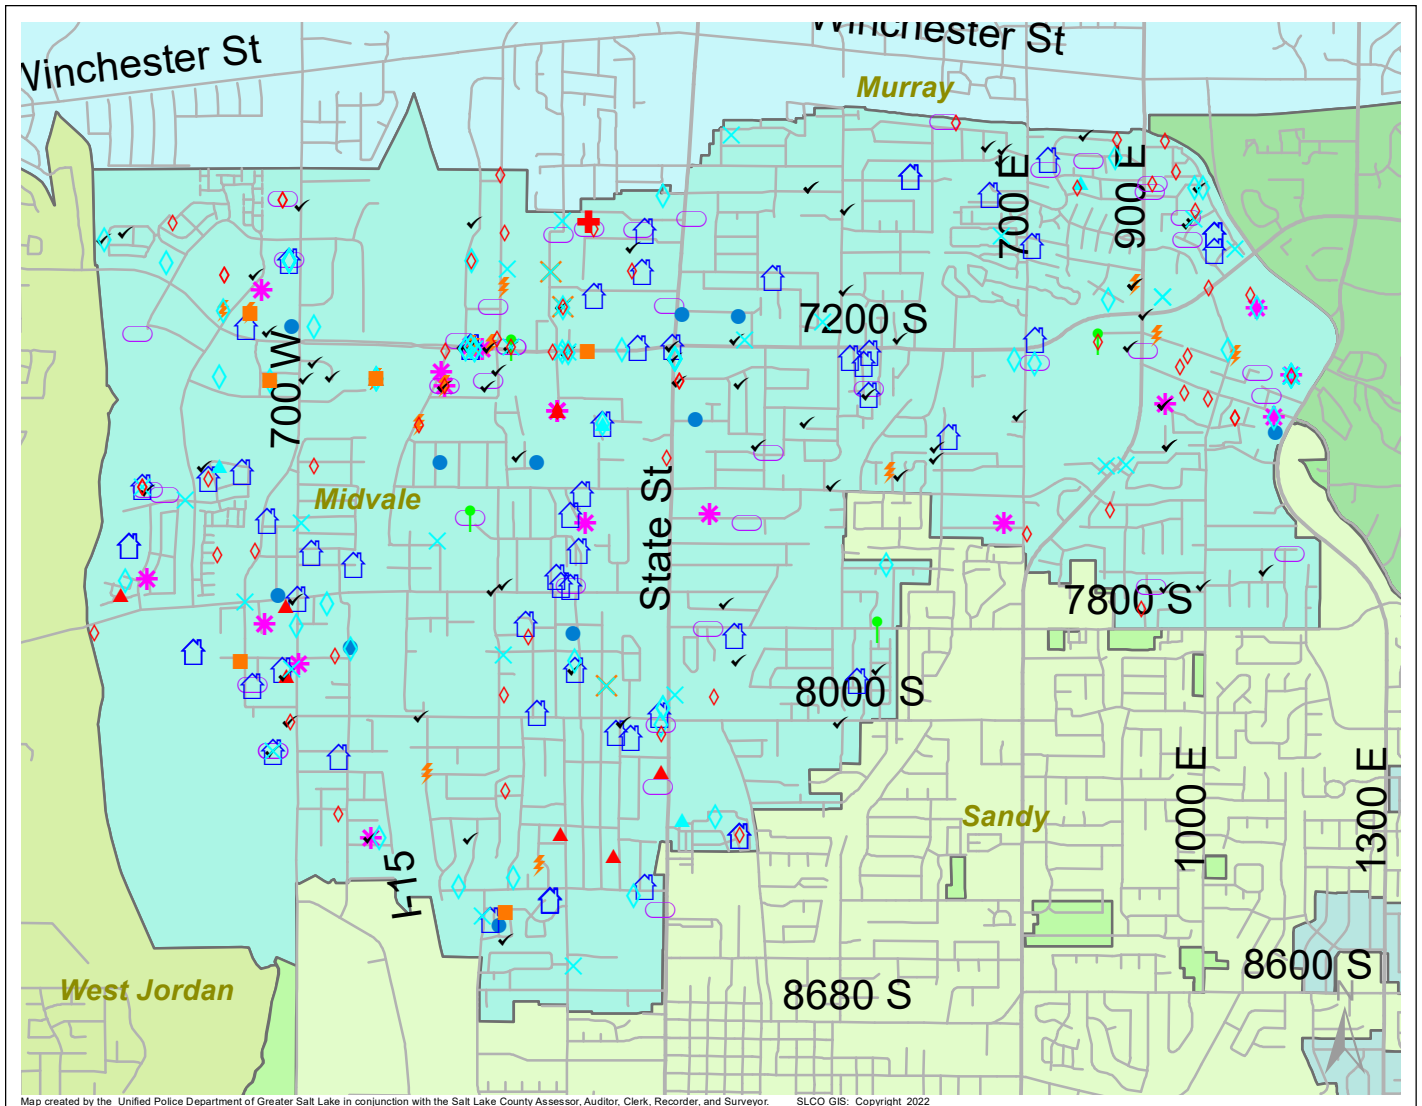 Winchester St
Winchester St
Murray
700 E
900 E
7200 S
700 W
Midvale
State St
7800 S
8000 S
Sandy
1000 E
1300 E
I-15
West Jordan
8600 S
8680 S
Map created by the Unified Police Department of Greater Salt Lake in conjunction with the Salt Lake County Assessor, Auditor, Clerk, Recorder, and Surveyor. SLCO GIS: Copyright 2022